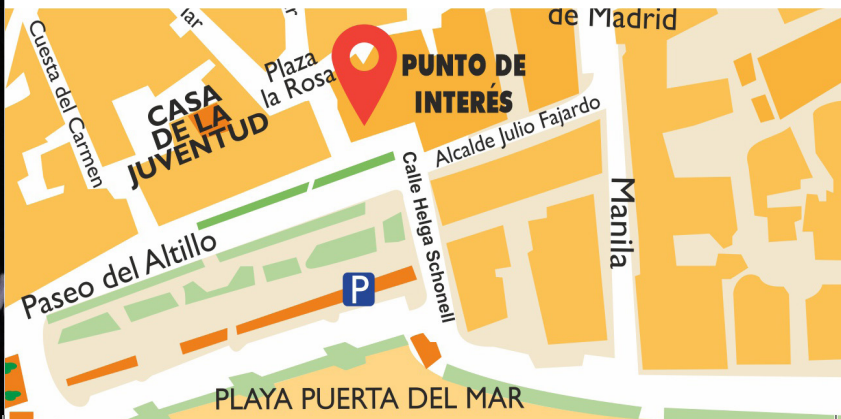 de Madrid
Cuesta del Carmen
Plaza
la Rosa
PUNTO DE
INTERÉS
CASA
DE LA
JUVENTUD
Alcalde Julio Fajardo
Calle Helga Schonell
Manila
Paseo del Altillo
P
PLAYA PUERTA DEL MAR